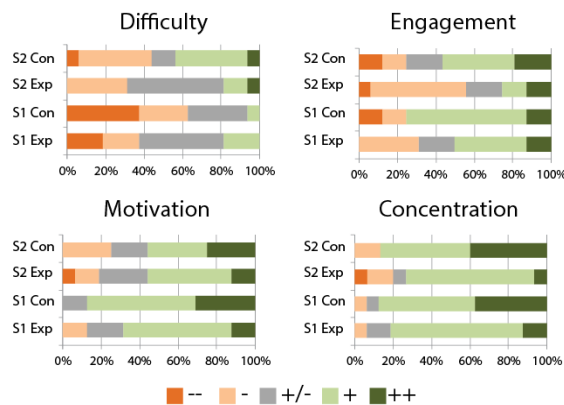 Difficulty
S2 Con
S2 Exp
S1 Con
S1 Exp
0% 20% 40% 60% 80% 100%
Engagement
S2 Con
S2 Exp
S1 Con
S1 Exp
0% 20% 40% 60% 80% 100%
Motivation
S2 Con
S2 Exp
S1 Con
S1 Exp
0% 20% 40% 60% 80% 100%
Concentration
S2 Con
S2 Exp
S1 Con
S1 Exp
0% 20% 40% 60% 80% 100%
-- - +/- + ++